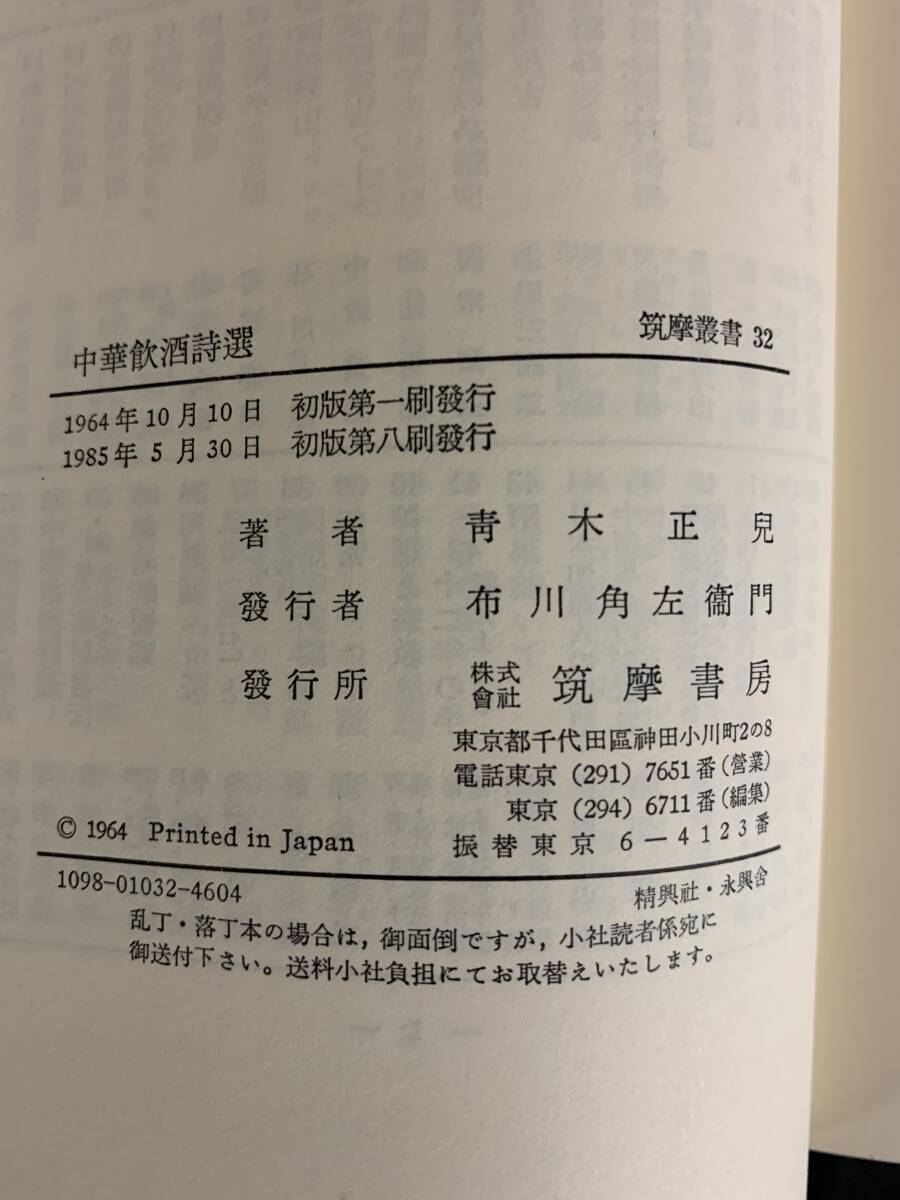 中華飮酒詩選 筑摩叢書 32
1964年10月10日 初版第一刷發行
1985年5月30日 初版第八刷發行
著者 靑木正兒
發行者 布川角左衞門
發行所 株式會社 筑摩書房
東京都千代田區神田小川町2の8
電話東京(291)7651番(營業)
東京(294)6711番(編集)
© 1964 Printed in Japan 振替東京 6－4123番
1098-01032-4604 精興社・永興舍
乱丁・落丁本の場合は，御面倒ですが，小社読者係宛に
御送付下さい。送料小社負担にてお取替えいたします。